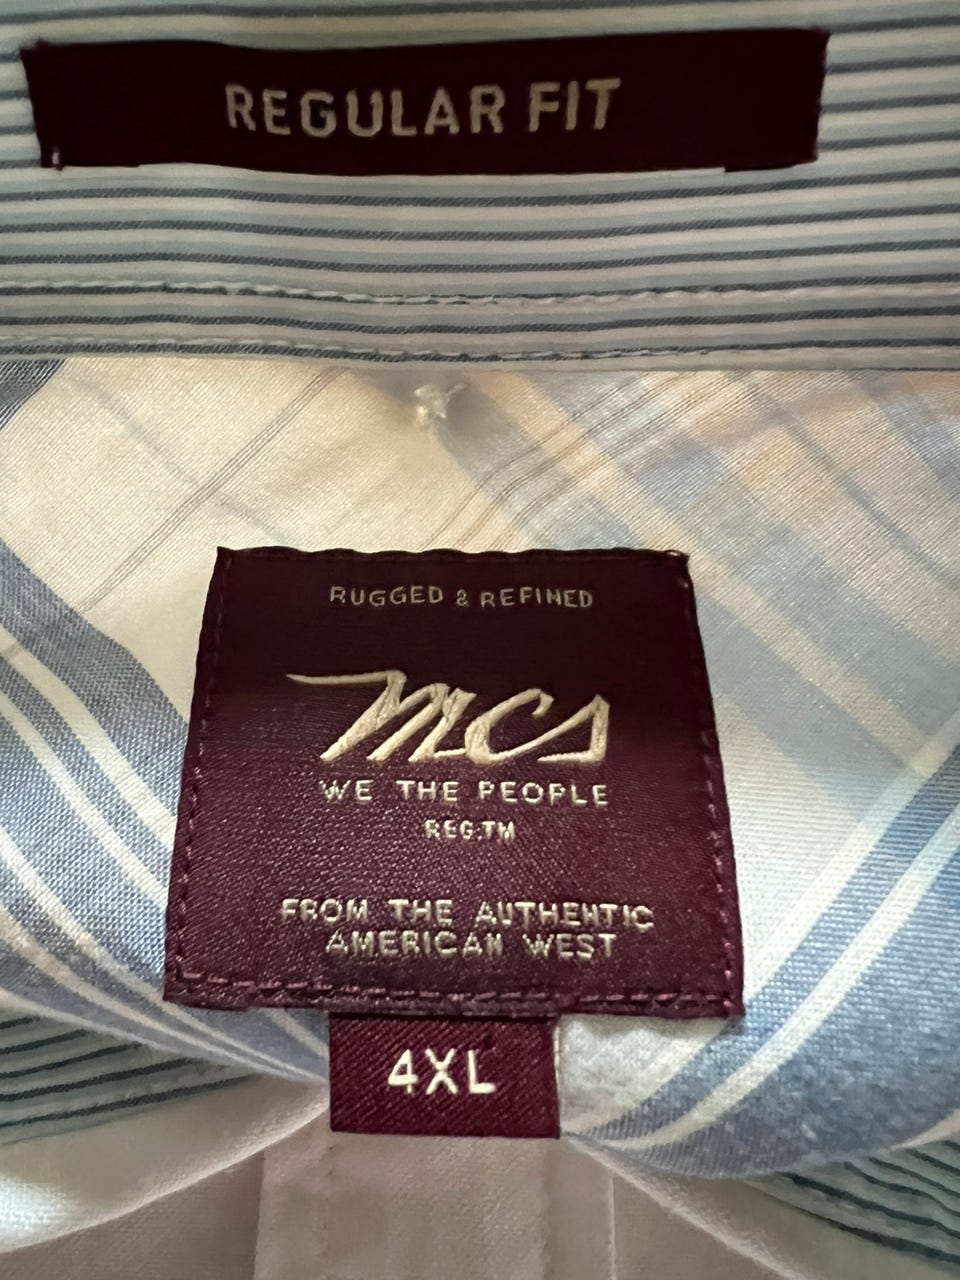 REGULAR FIT
RUGGED & REFINED
mcs
WE THE PEOPLE
REG.TM
FROM THE AUTHENTIC
AMERICAN WEST
4XL